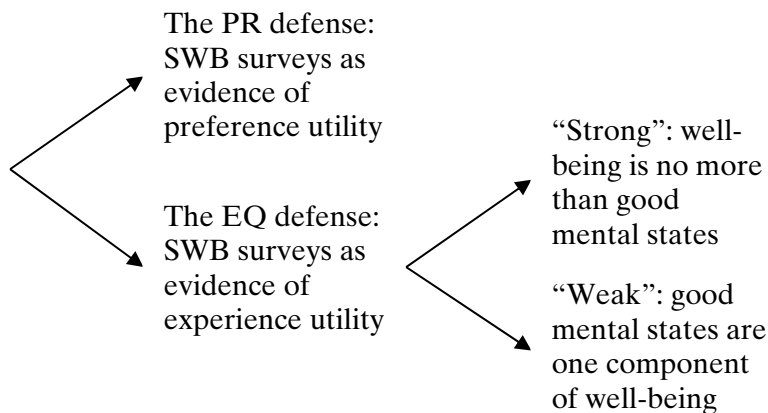 The PR defense:
SWB surveys as
evidence of
preference utility
The EQ defense:
SWB surveys as
evidence of
experience utility
“Strong”: well-
being is no more
than good
mental states
“Weak”: good
mental states are
one component
of well-being